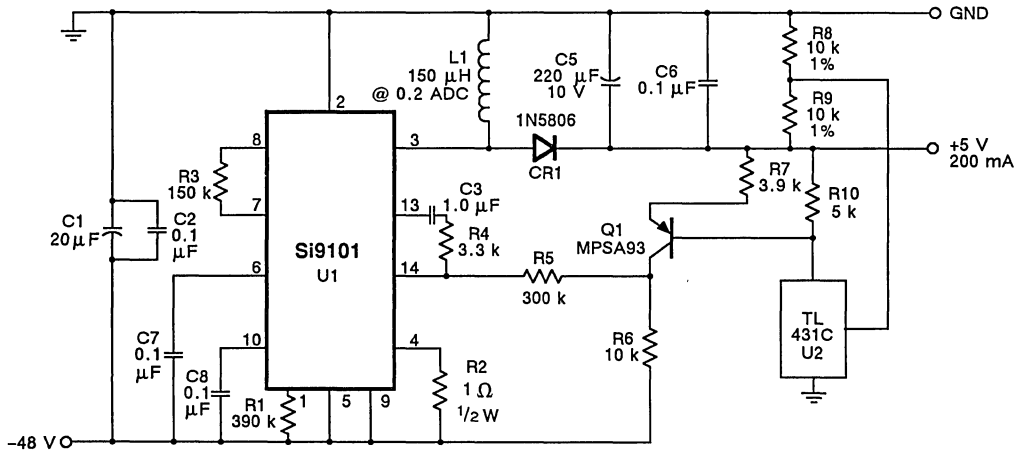 GND
R8
10 k
1%
L1
150 μH
@ 0.2 ADC
C5
220 μF
10 V
C6
0.1 μF
2
R9
10 k
1%
1N5806
8
3
CR1
+5 V
200 mA
R3
150 k
R7
3.9 k
C3
1.0 μF
R10
5 k
7
13
C1
20 μF
C2
0.1
μF
R4
3.3 k
Q1
MPSA93
Si9101
U1
6
14
R5
300 k
TL
431C
U2
C7
0.1
μF
10
4
R6
10 k
R2
1 Ω
1/2 W
C8
0.1
μF
R1
390 k
1
5
9
–48 V